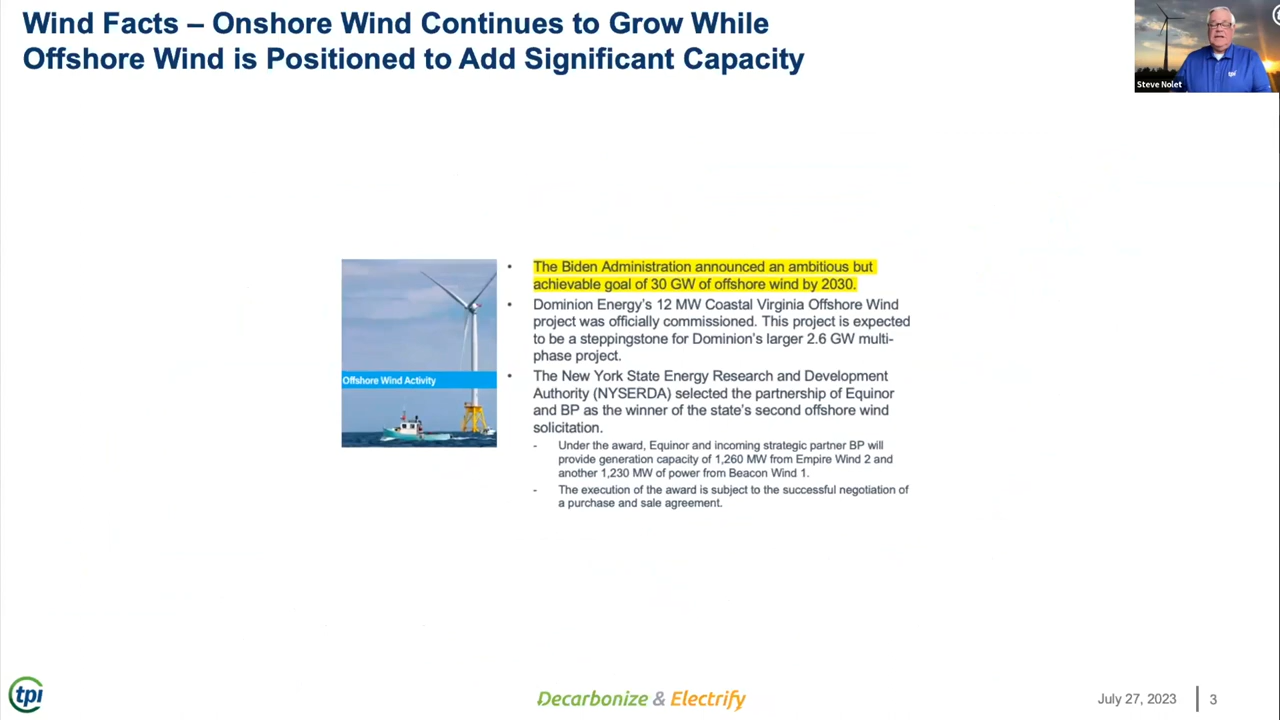 Wind Facts – Onshore Wind Continues to Grow While
Offshore Wind is Positioned to Add Significant Capacity
tpi
Steve Nolet
Offshore Wind Activity
• The Biden Administration announced an ambitious but
achievable goal of 30 GW of offshore wind by 2030.
• Dominion Energy's 12 MW Coastal Virginia Offshore Wind
project was officially commissioned. This project is expected
to be a steppingstone for Dominion's larger 2.6 GW multi-
phase project.
• The New York State Energy Research and Development
Authority (NYSERDA) selected the partnership of Equinor
and BP as the winner of the state's second offshore wind
solicitation.
- Under the award, Equinor and incoming strategic partner BP will
provide generation capacity of 1,260 MW from Empire Wind 2 and
another 1,230 MW of power from Beacon Wind 1.
- The execution of the award is subject to the successful negotiation of
a purchase and sale agreement.
tpi
Decarbonize & Electrify
July 27, 2023 | 3